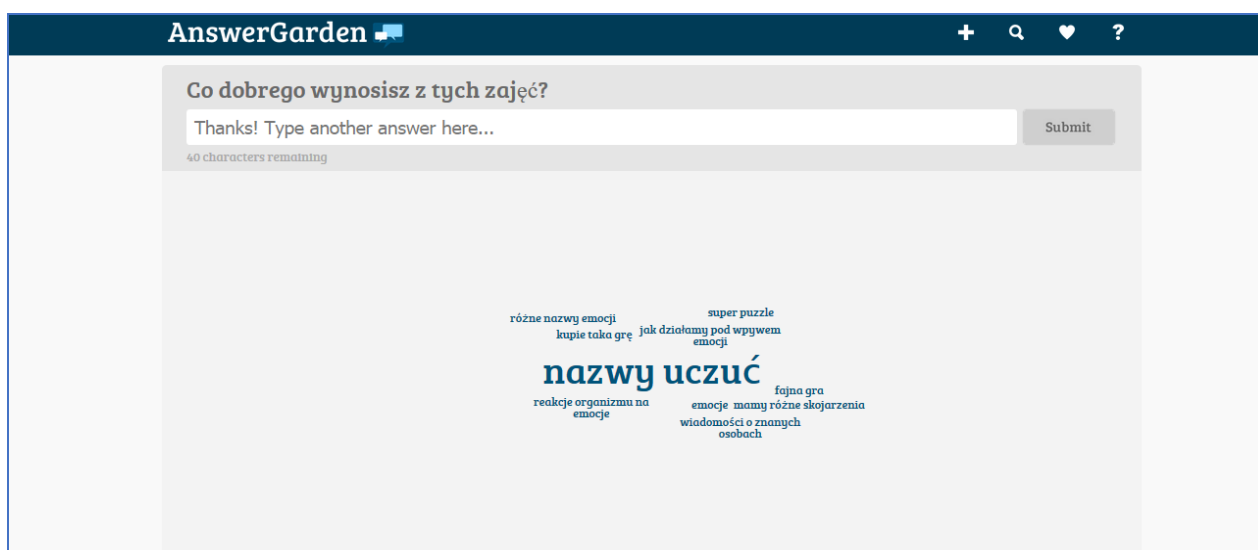 AnswerGarden
Co dobrego wynosisz z tych zajęć?
Thanks! Type another answer here...
Submit
40 characters remaining
super puzzle
różne nazwy emocji
kupie taka grę
jak działamy pod wpywem
emocji
nazwy uczuć
fajna gra
reakcje organizmu na
emocje
emocje
mamy różne skojarzenia
wiadomości o znanych
osobach